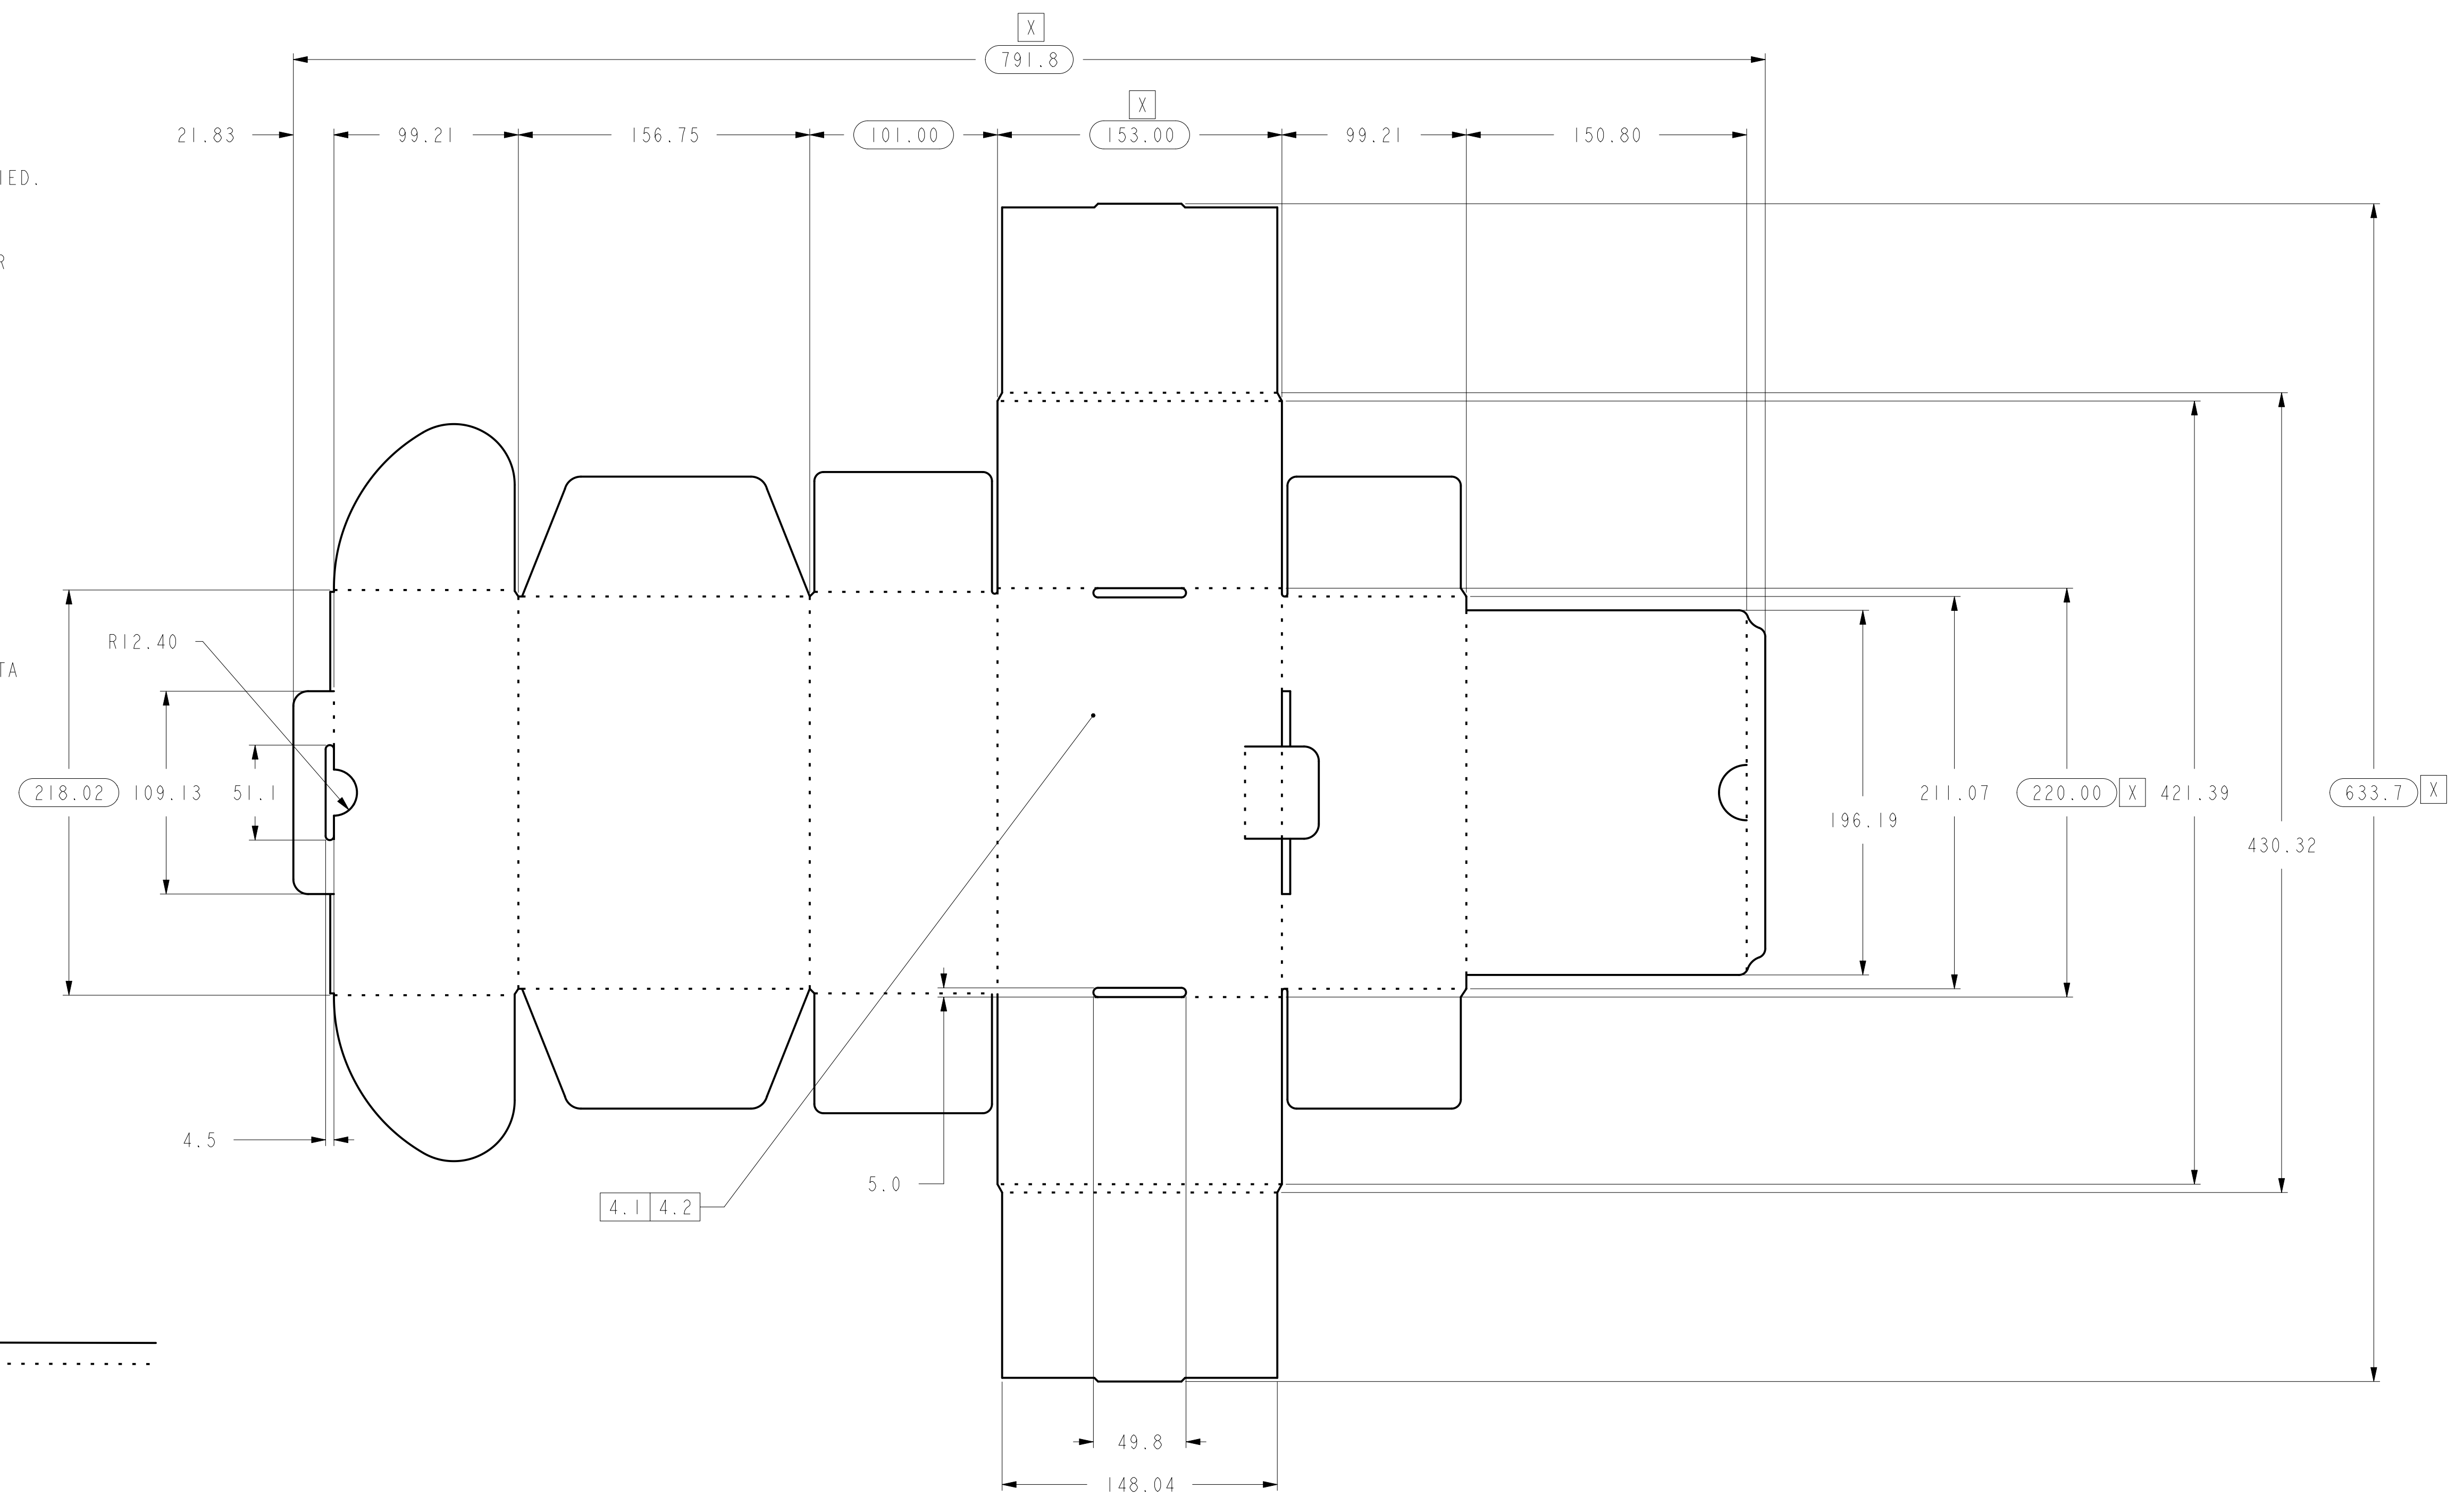 X
791.8
X
21.83 99.21 156.75 101.00 153.00 99.21 150.80
IED.
R
R12.40
TA
218.02 109.13 51.1 196.19 211.07 220.00 X 421.39 430.32 633.7 X
4.5
5.0
4.1 4.2
49.8
148.04